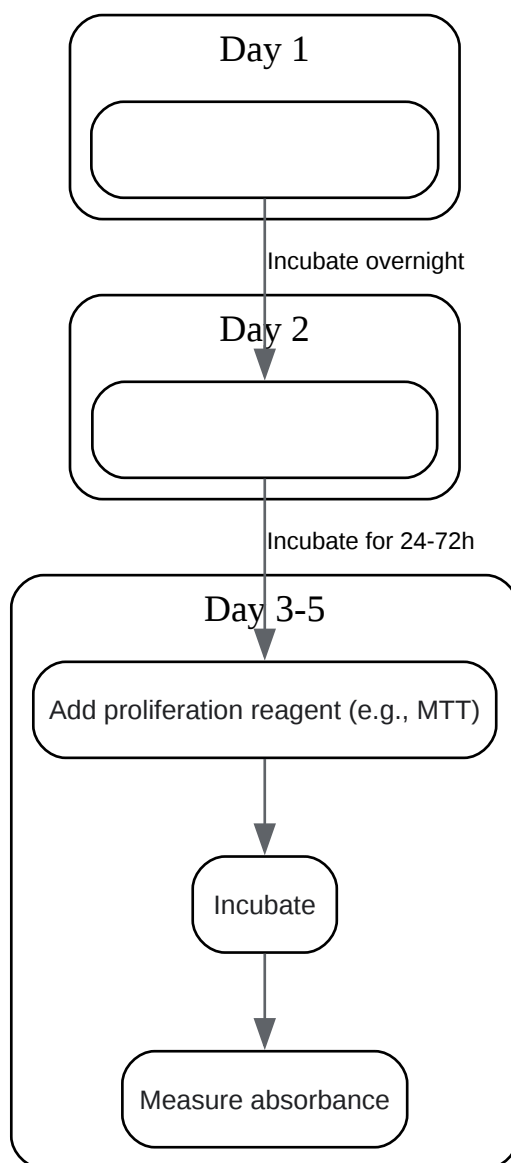 Day 1
Incubate overnight
Day 2
Incubate for 24-72h
Day 3-5
Add proliferation reagent (e.g., MTT)
Incubate
Measure absorbance